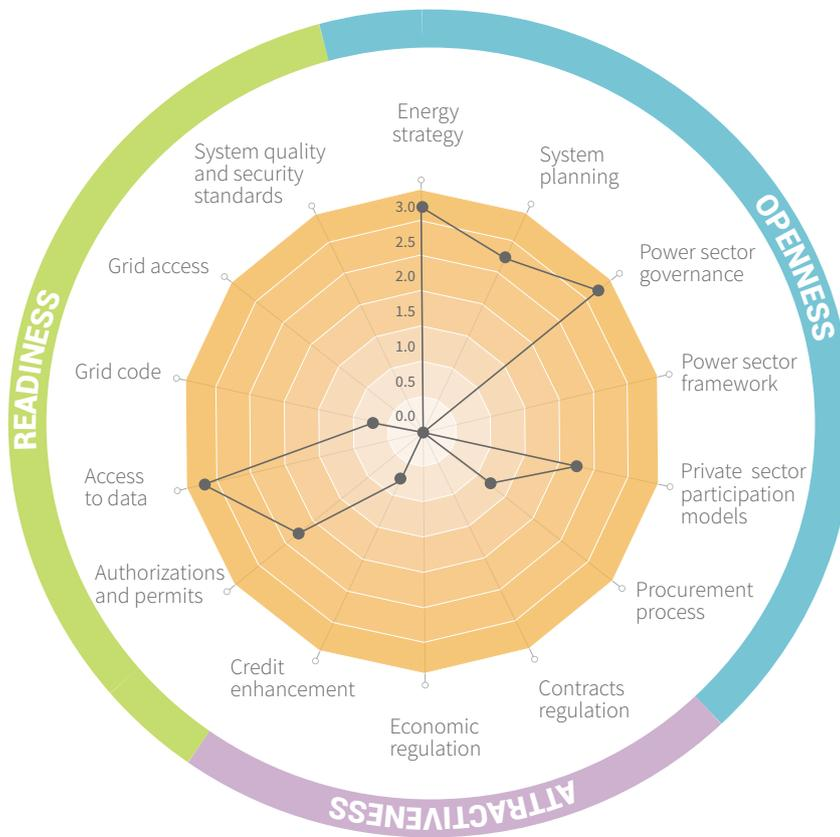 Energy
strategy
System
planning
Power sector
governance
Power sector
framework
Private sector
participation
models
Procurement
process
Contracts
regulation
Economic
regulation
Credit
enhancement
Authorizations
and permits
Access
to data
Grid code
Grid access
System quality
and security
standards
3.0
2.5
2.0
1.5
1.0
0.5
0.0
OPENNESS
ATTRACTIVENESS
READINESS